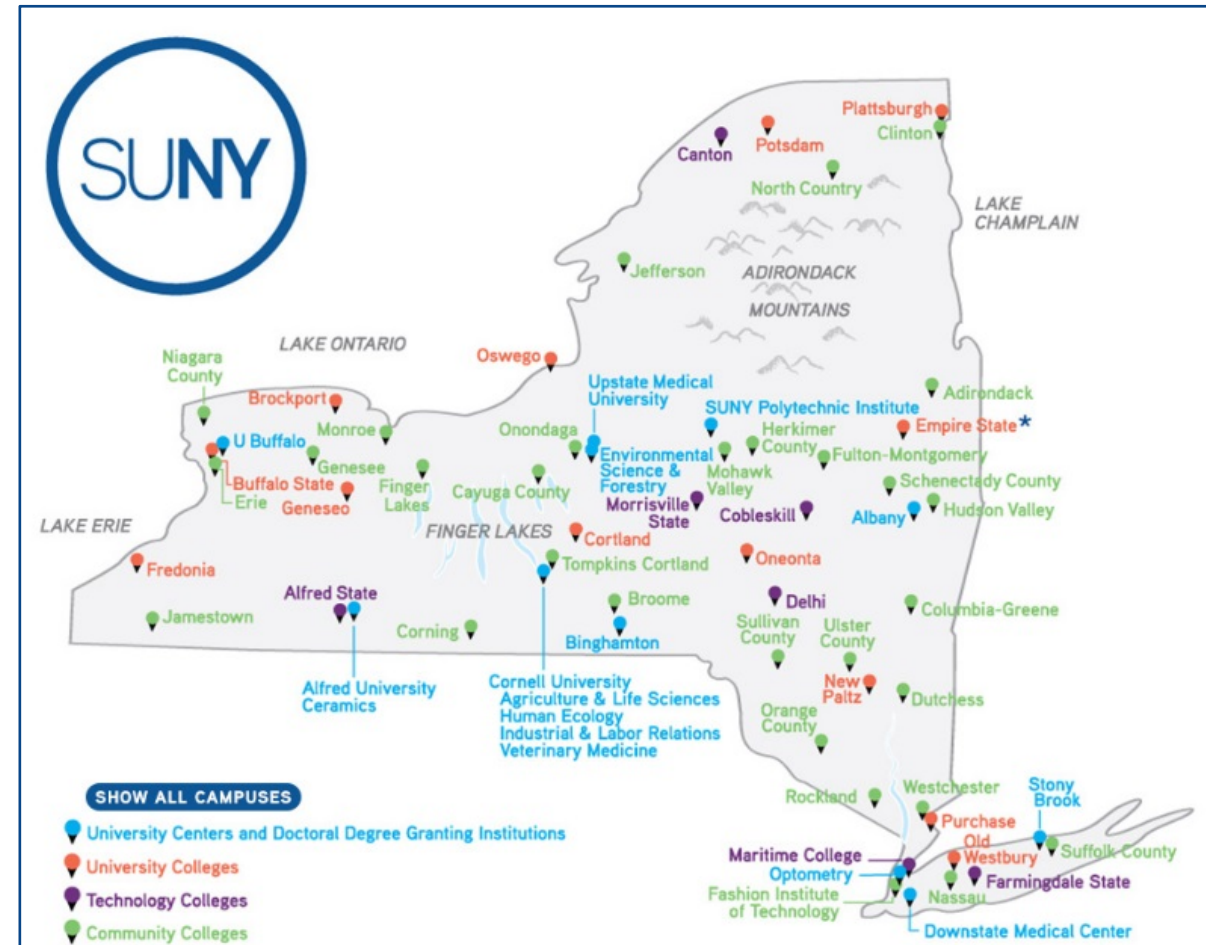 SUNY
Plattsburgh
Clinton
Potsdam
Canton
North Country
LAKE
CHAMPLAIN
Jefferson
ADIRONDACK
MOUNTAINS
LAKE ONTARIO
Oswego
Niagara
County
Brockport
Upstate Medical
University
Adirondack
SUNY Polytechnic Institute
Empire State*
Monroe
Onondaga
Herkimer
County
U Buffalo
Environmental
Science &
Forestry
Mohawk
Valley
Fulton-Montgomery
Genesee
Finger
Lakes
Cayuga County
Buffalo State
Erie
Geneseo
Schenectady County
Morrisville
State
Cobleskill
Albany
Hudson Valley
LAKE ERIE
FINGER LAKES
Cortland
Oneonta
Tompkins Cortland
Fredonia
Alfred State
Broome
Delhi
Columbia-Greene
Jamestown
Corning
Binghamton
Sullivan
County
Ulster
County
Alfred University
Ceramics
Cornell University
Agriculture & Life Sciences
Human Ecology
Industrial & Labor Relations
Veterinary Medicine
New
Paltz
Dutchess
Orange
County
Rockland
Westchester
Stony
Brook
Purchase
Old
Westbury
Suffolk County
Maritime College
Optometry
Fashion Institute
of Technology
Nassau
Farmingdale State
Downstate Medical Center
SHOW ALL CAMPUSES
University Centers and Doctoral Degree Granting Institutions
University Colleges
Technology Colleges
Community Colleges